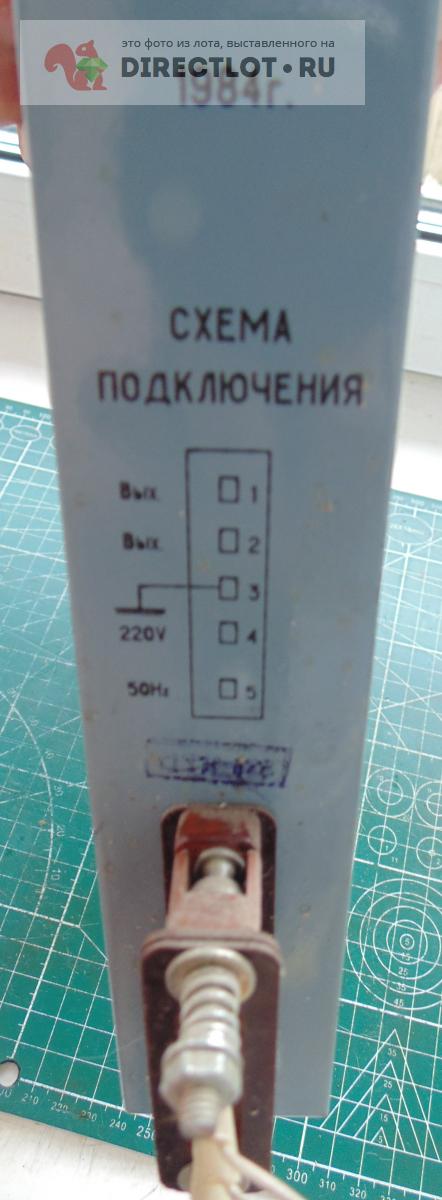 это фото из лота, выставленного на
DIRECTLOT.RU
1984г.
СХЕМА
ПОДКЛЮЧЕНИЯ
Вых. 1
Вых. 2
3
220V 4
50Hz 5